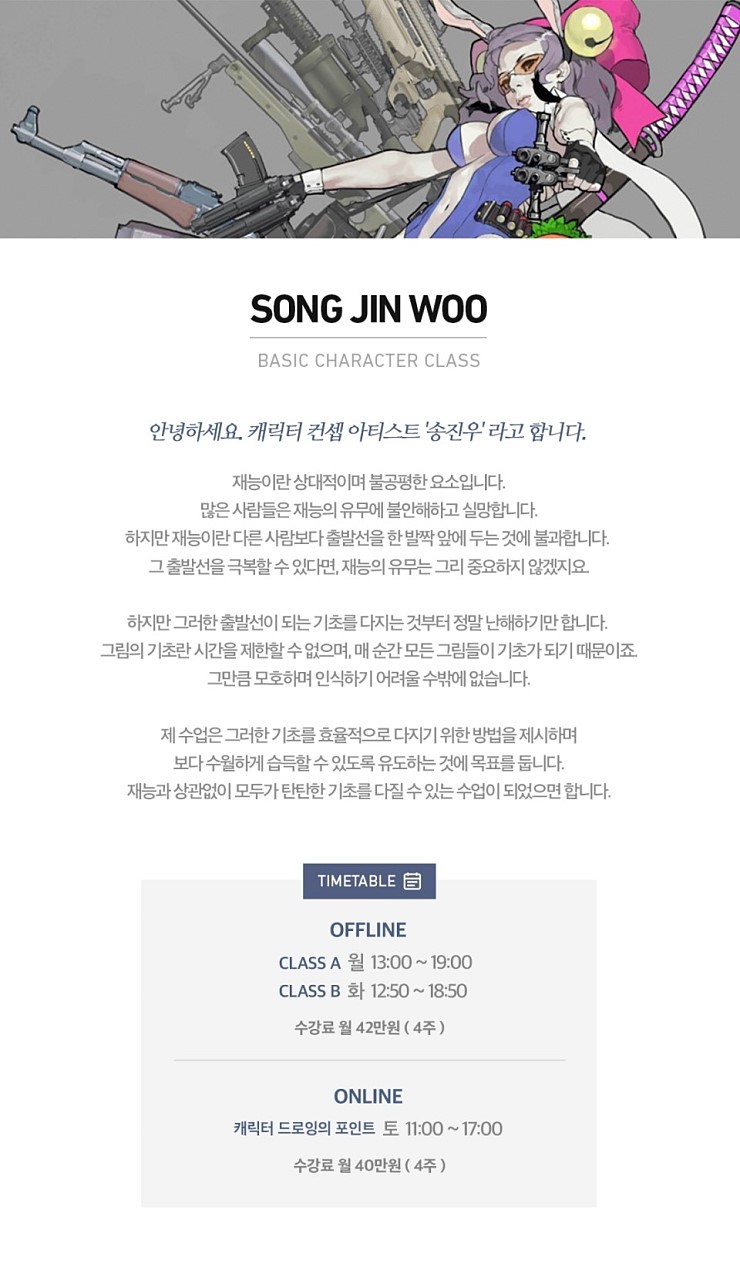 SONG JIN WOO
BASIC CHARACTER CLASS
안녕하세요. 캐릭터 컨셉 아티스트 '송진우' 라고 합니다.
재능이란 상대적이며 불공평한 요소입니다.
많은 사람들은 재능의 유무에 불안해하고 실망합니다.
하지만 재능이란 다른 사람보다 출발선을 한 발짝 앞에 두는 것에 불과합니다.
그 출발선을 극복할 수 있다면, 재능의 유무는 그리 중요하지 않겠지요.
하지만 그러한 출발선이 되는 기초를 다지는 것부터 정말 난해하기만 합니다.
그림의 기초란 시간을 제한할 수 없으며, 매 순간 모든 그림들이 기초가 되기 때문이죠.
그만큼 모호하며 인식하기 어려울 수밖에 없습니다.
제 수업은 그러한 기초를 효율적으로 다지기 위한 방법을 제시하며
보다 수월하게 습득할 수 있도록 유도하는 것에 목표를 둡니다.
재능과 상관없이 모두가 탄탄한 기초를 다질 수 있는 수업이 되었으면 합니다.
TIMETABLE
OFFLINE
CLASS A 월 13:00 ~ 19:00
CLASS B 화 12:50 ~ 18:50
수강료 월 42만원 ( 4주 )
ONLINE
캐릭터 드로잉의 포인트 토 11:00 ~ 17:00
수강료 월 40만원 ( 4주 )